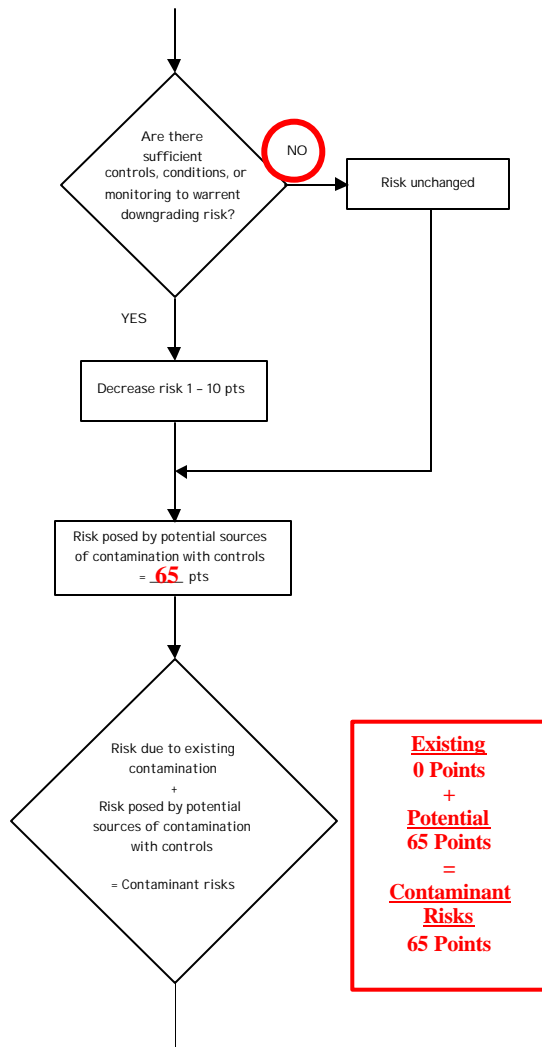 Are there
sufficient
controls, conditions, or
monitoring to warrent
downgrading risk?
NO
Risk unchanged
YES
Decrease risk 1 – 10 pts
Risk posed by potential sources
of contamination with controls
= 65 pts
Risk due to existing
contamination
+
Risk posed by potential
sources of contamination
with controls
= Contaminant risks
Existing
0 Points
+
Potential
65 Points
=
Contaminant
Risks
65 Points